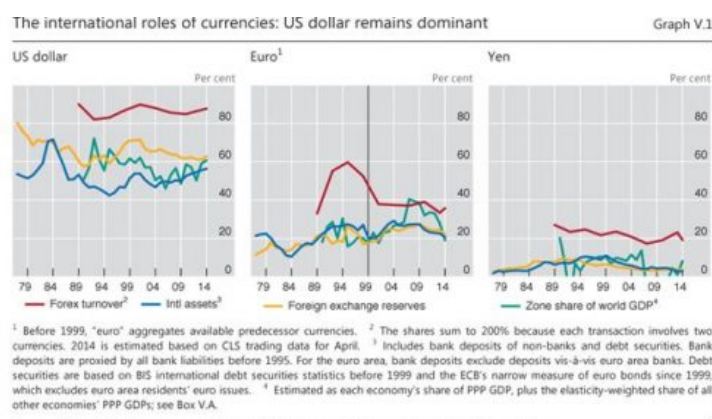 The international roles of currencies: US dollar remains dominant Graph V.1
US dollar Euro1 Yen
Per cent Per cent Per cent
80 80 80
60 60 60
40 40 40
20 20 20
0 0 0
79 84 89 94 99 04 09 14 79 84 89 94 99 04 09 14 79 84 89 94 99 04 09 14
Forex turnover2 Intl assets3 Foreign exchange reserves Zone share of world GDP4
1 Before 1999, "euro" aggregates available predecessor currencies. 2 The shares sum to 200% because each transaction involves two
currencies. 2014 is estimated based on CLS trading data for April. 3 Includes bank deposits of non-banks and debt securities. Bank
deposits are proxied by all bank liabilities before 1995. For the euro area, bank deposits exclude deposits vis-à-vis euro area banks. Debt
securities are based on BIS international debt securities statistics before 1999 and the ECB's narrow measure of euro bonds since 1999,
which excludes euro area residents' euro issues. 4 Estimated as each economy's share of PPP GDP, plus the elasticity-weighted share of all
other economies' PPP GDPs; see Box V.A.